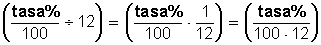 (tasa%/100 ÷ 12) = (tasa%/100 · 1/12) = (tasa%/100 · 12)